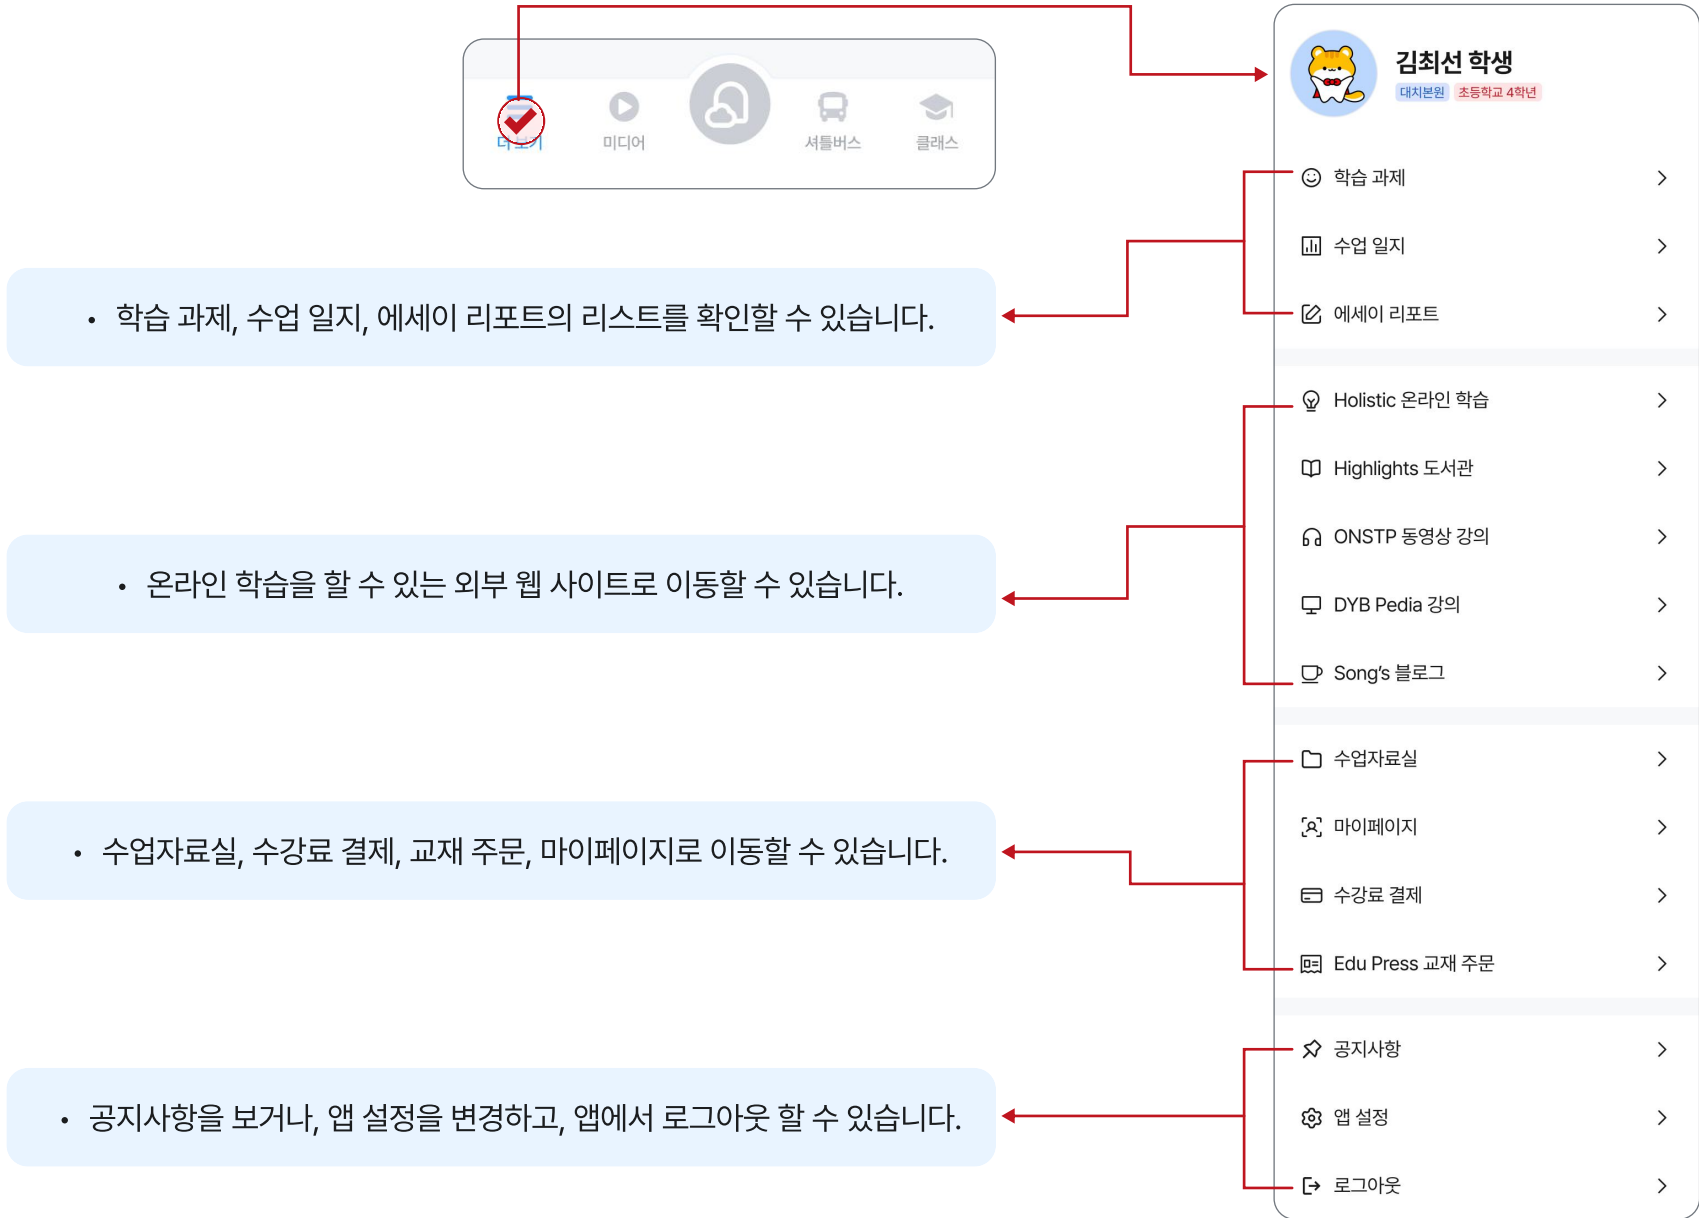 더보기
미디어
셔틀버스
클래스
김최선 학생
대치본원 초등학교 4학년
학습 과제
수업 일지
에세이 리포트
• 학습 과제, 수업 일지, 에세이 리포트의 리스트를 확인할 수 있습니다.
Holistic 온라인 학습
Highlights 도서관
ONSTP 동영상 강의
DYB Pedia 강의
Song's 블로그
• 온라인 학습을 할 수 있는 외부 웹 사이트로 이동할 수 있습니다.
수업자료실
마이페이지
수강료 결제
Edu Press 교재 주문
• 수업자료실, 수강료 결제, 교재 주문, 마이페이지로 이동할 수 있습니다.
공지사항
앱 설정
로그아웃
• 공지사항을 보거나, 앱 설정을 변경하고, 앱에서 로그아웃 할 수 있습니다.